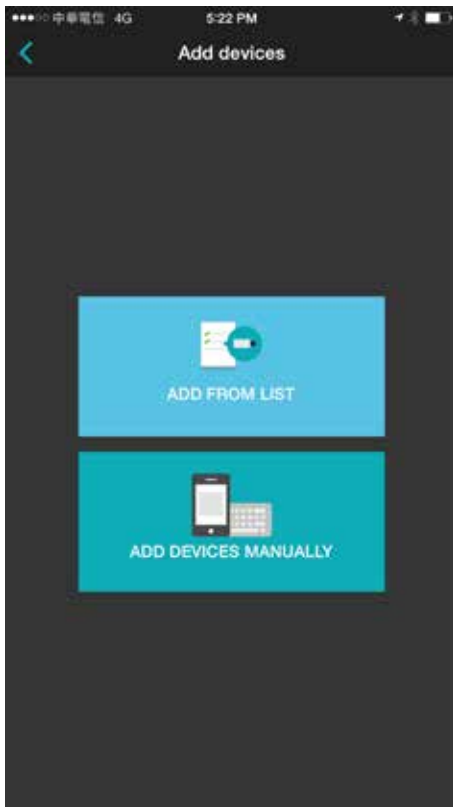 中華電信 4G 5:22 PM
Add devices
ADD FROM LIST
ADD DEVICES MANUALLY